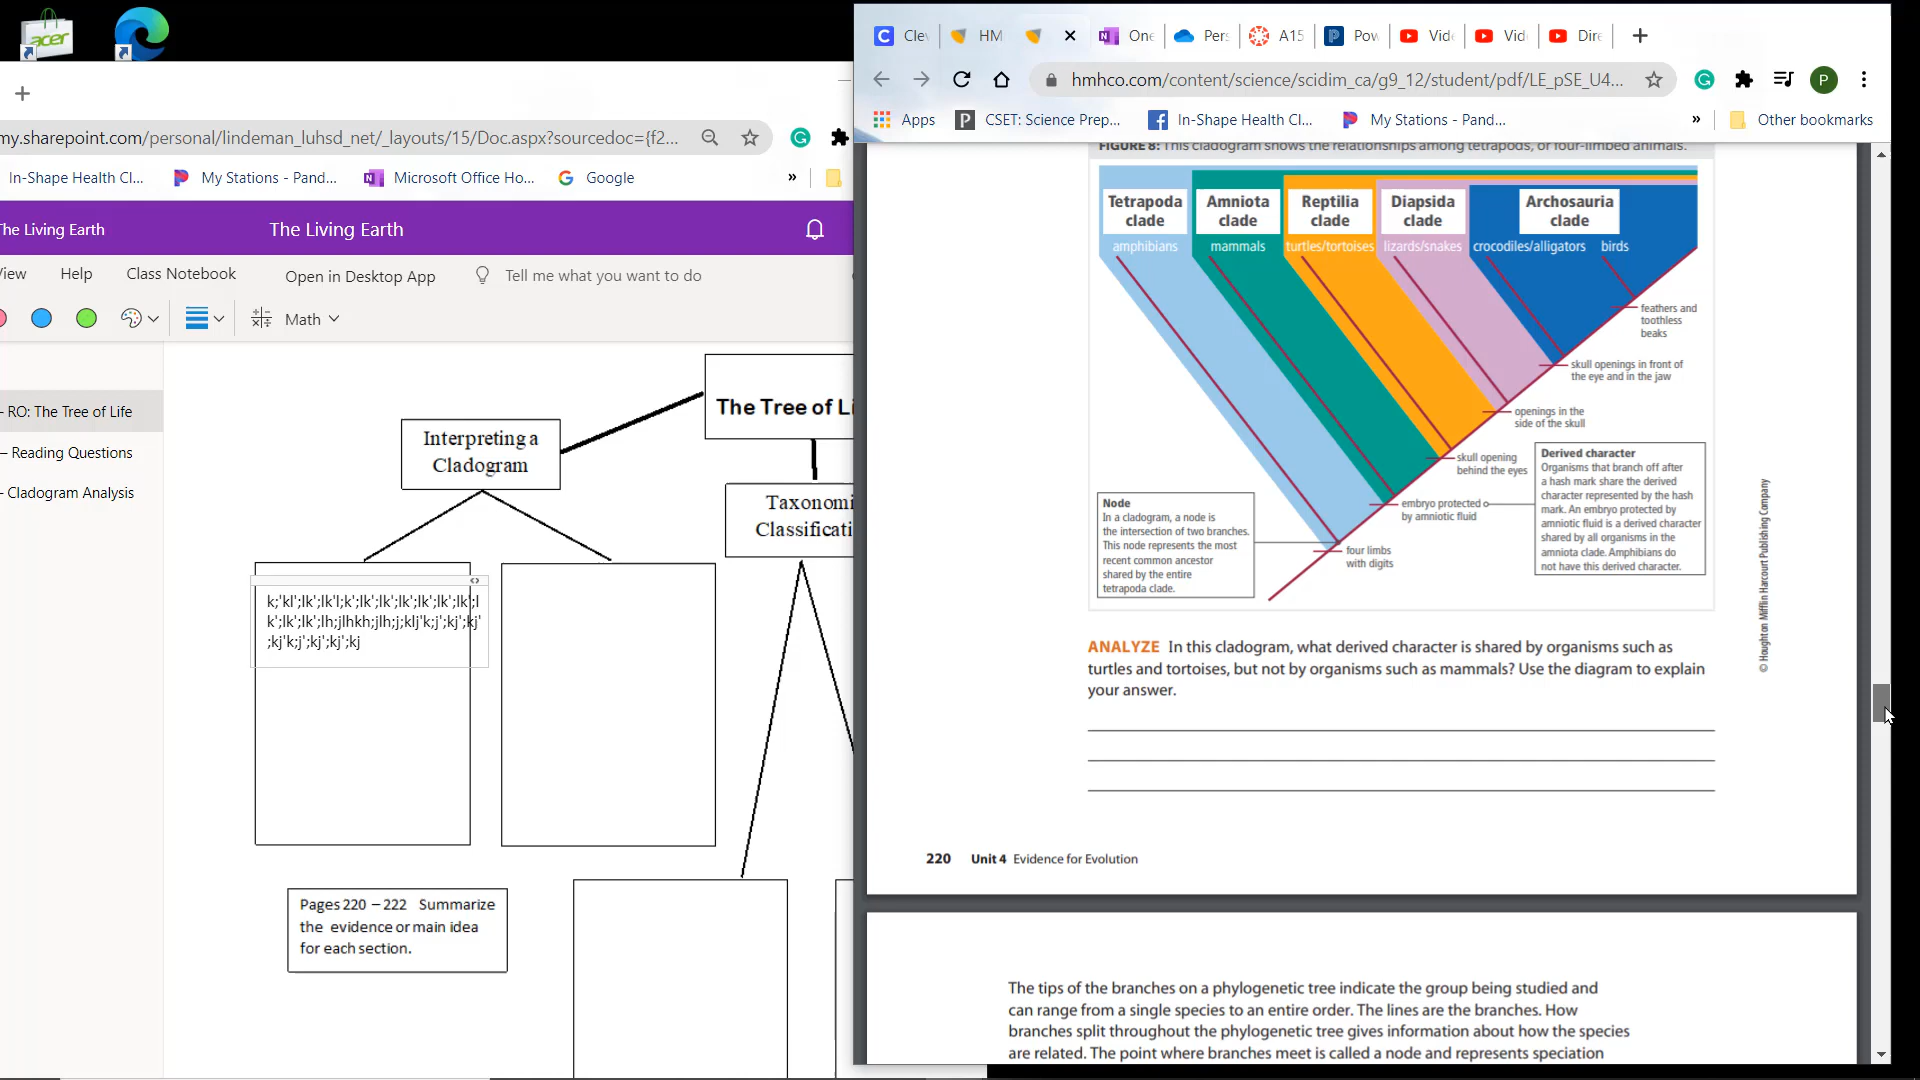 acer
my.sharepoint.com/personal/lindeman_luhsd_net/_layouts/15/Doc.aspx?sourcedoc={f2...
In-Shape Health Cl...
My Stations - Pand...
Microsoft Office Ho...
Google
»
The Living Earth
The Living Earth
View
Help
Class Notebook
Open in Desktop App
Tell me what you want to do
Math
- RO: The Tree of Life
– Reading Questions
– Cladogram Analysis
The Tree of Li
Interpreting a
Cladogram
Taxonomi
Classificati
k;'kl';lk';lk'l;k';lk';lk';lk';lk';lk';lk';l
k';lk';lk';lh;jlhkh;jlh;j;klj'k;j';kj';kj'
;kj'k;j';kj';kj';kj
Pages 220 – 222 Summarize
the evidence or main idea
for each section.
Cle
HM
One
Pers
A15
Pow
Vid
Vid
Dire
hmhco.com/content/science/scidim_ca/g9_12/student/pdf/LE_pSE_U4...
P
Apps
CSET: Science Prep...
In-Shape Health Cl...
My Stations - Pand...
»
Other bookmarks
FIGURE 8: This cladogram shows the relationships among tetrapods, or four-limbed animals.
Tetrapoda
clade
Amniota
clade
Reptilia
clade
Diapsida
clade
Archosauria
clade
amphibians
mammals
turtles/tortoises
lizards/snakes
crocodiles/alligators
birds
feathers and
toothless
beaks
skull openings in front of
the eye and in the jaw
openings in the
side of the skull
skull opening
behind the eyes
embryo protected
by amniotic fluid
four limbs
with digits
Derived character
Organisms that branch off after
a hash mark share the derived
character represented by the hash
mark. An embryo protected by
amniotic fluid is a derived character
shared by all organisms in the
amniota clade. Amphibians do
not have this derived character.
Node
In a cladogram, a node is
the intersection of two branches.
This node represents the most
recent common ancestor
shared by the entire
tetrapoda clade.
© Houghton Mifflin Harcourt Publishing Company
ANALYZE In this cladogram, what derived character is shared by organisms such as
turtles and tortoises, but not by organisms such as mammals? Use the diagram to explain
your answer.
220 Unit 4 Evidence for Evolution
The tips of the branches on a phylogenetic tree indicate the group being studied and
can range from a single species to an entire order. The lines are the branches. How
branches split throughout the phylogenetic tree gives information about how the species
are related. The point where branches meet is called a node and represents speciation